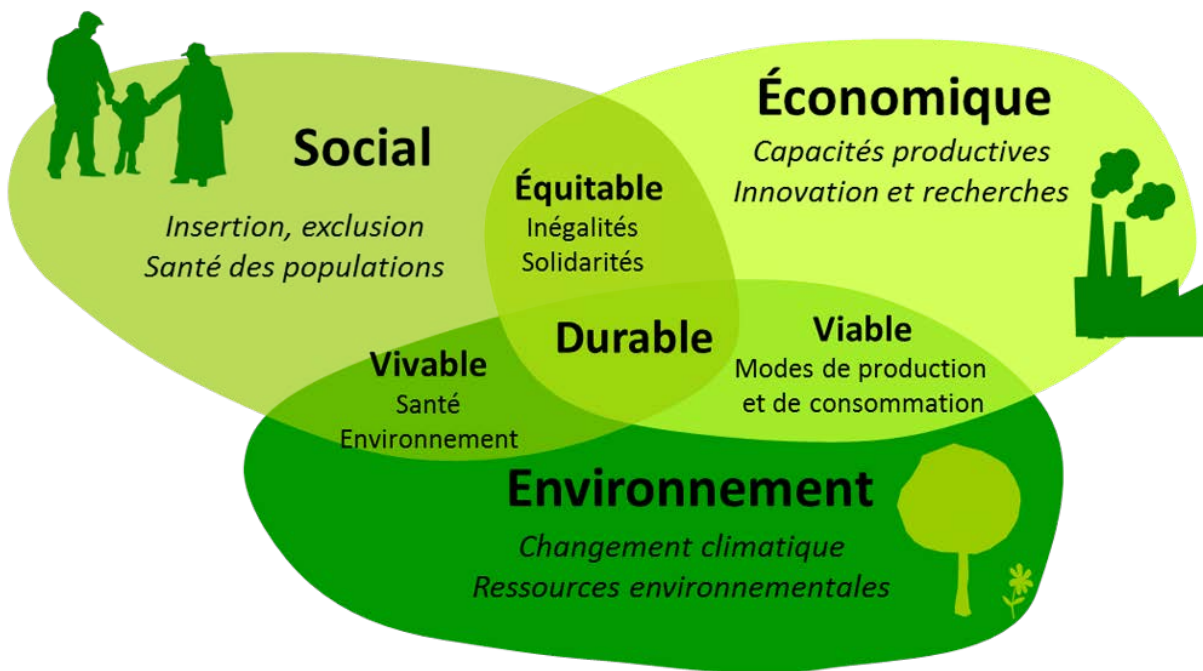 Social
Insertion, exclusion
Santé des populations
Économique
Capacités productives
Innovation et recherches
Équitable
Inégalités
Solidarités
Durable
Vivable
Santé
Environnement
Viable
Modes de production
et de consommation
Environnement
Changement climatique
Ressources environnementales